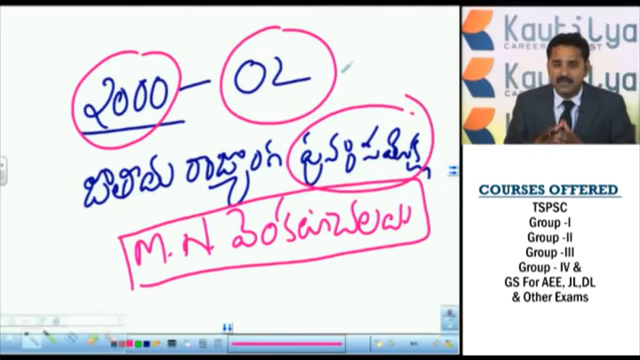 2000 - 02
జాతీయ రాజ్యాంగ పునర్ సమీక్ష
M.N. వెంకటాచలయ
Kautilya
CAREER
Kautilya
COURSES OFFERED
TSPSC
Group -I
Group -II
Group -III
Group - IV &
GS For AEE, JL,DL
& Other Exams